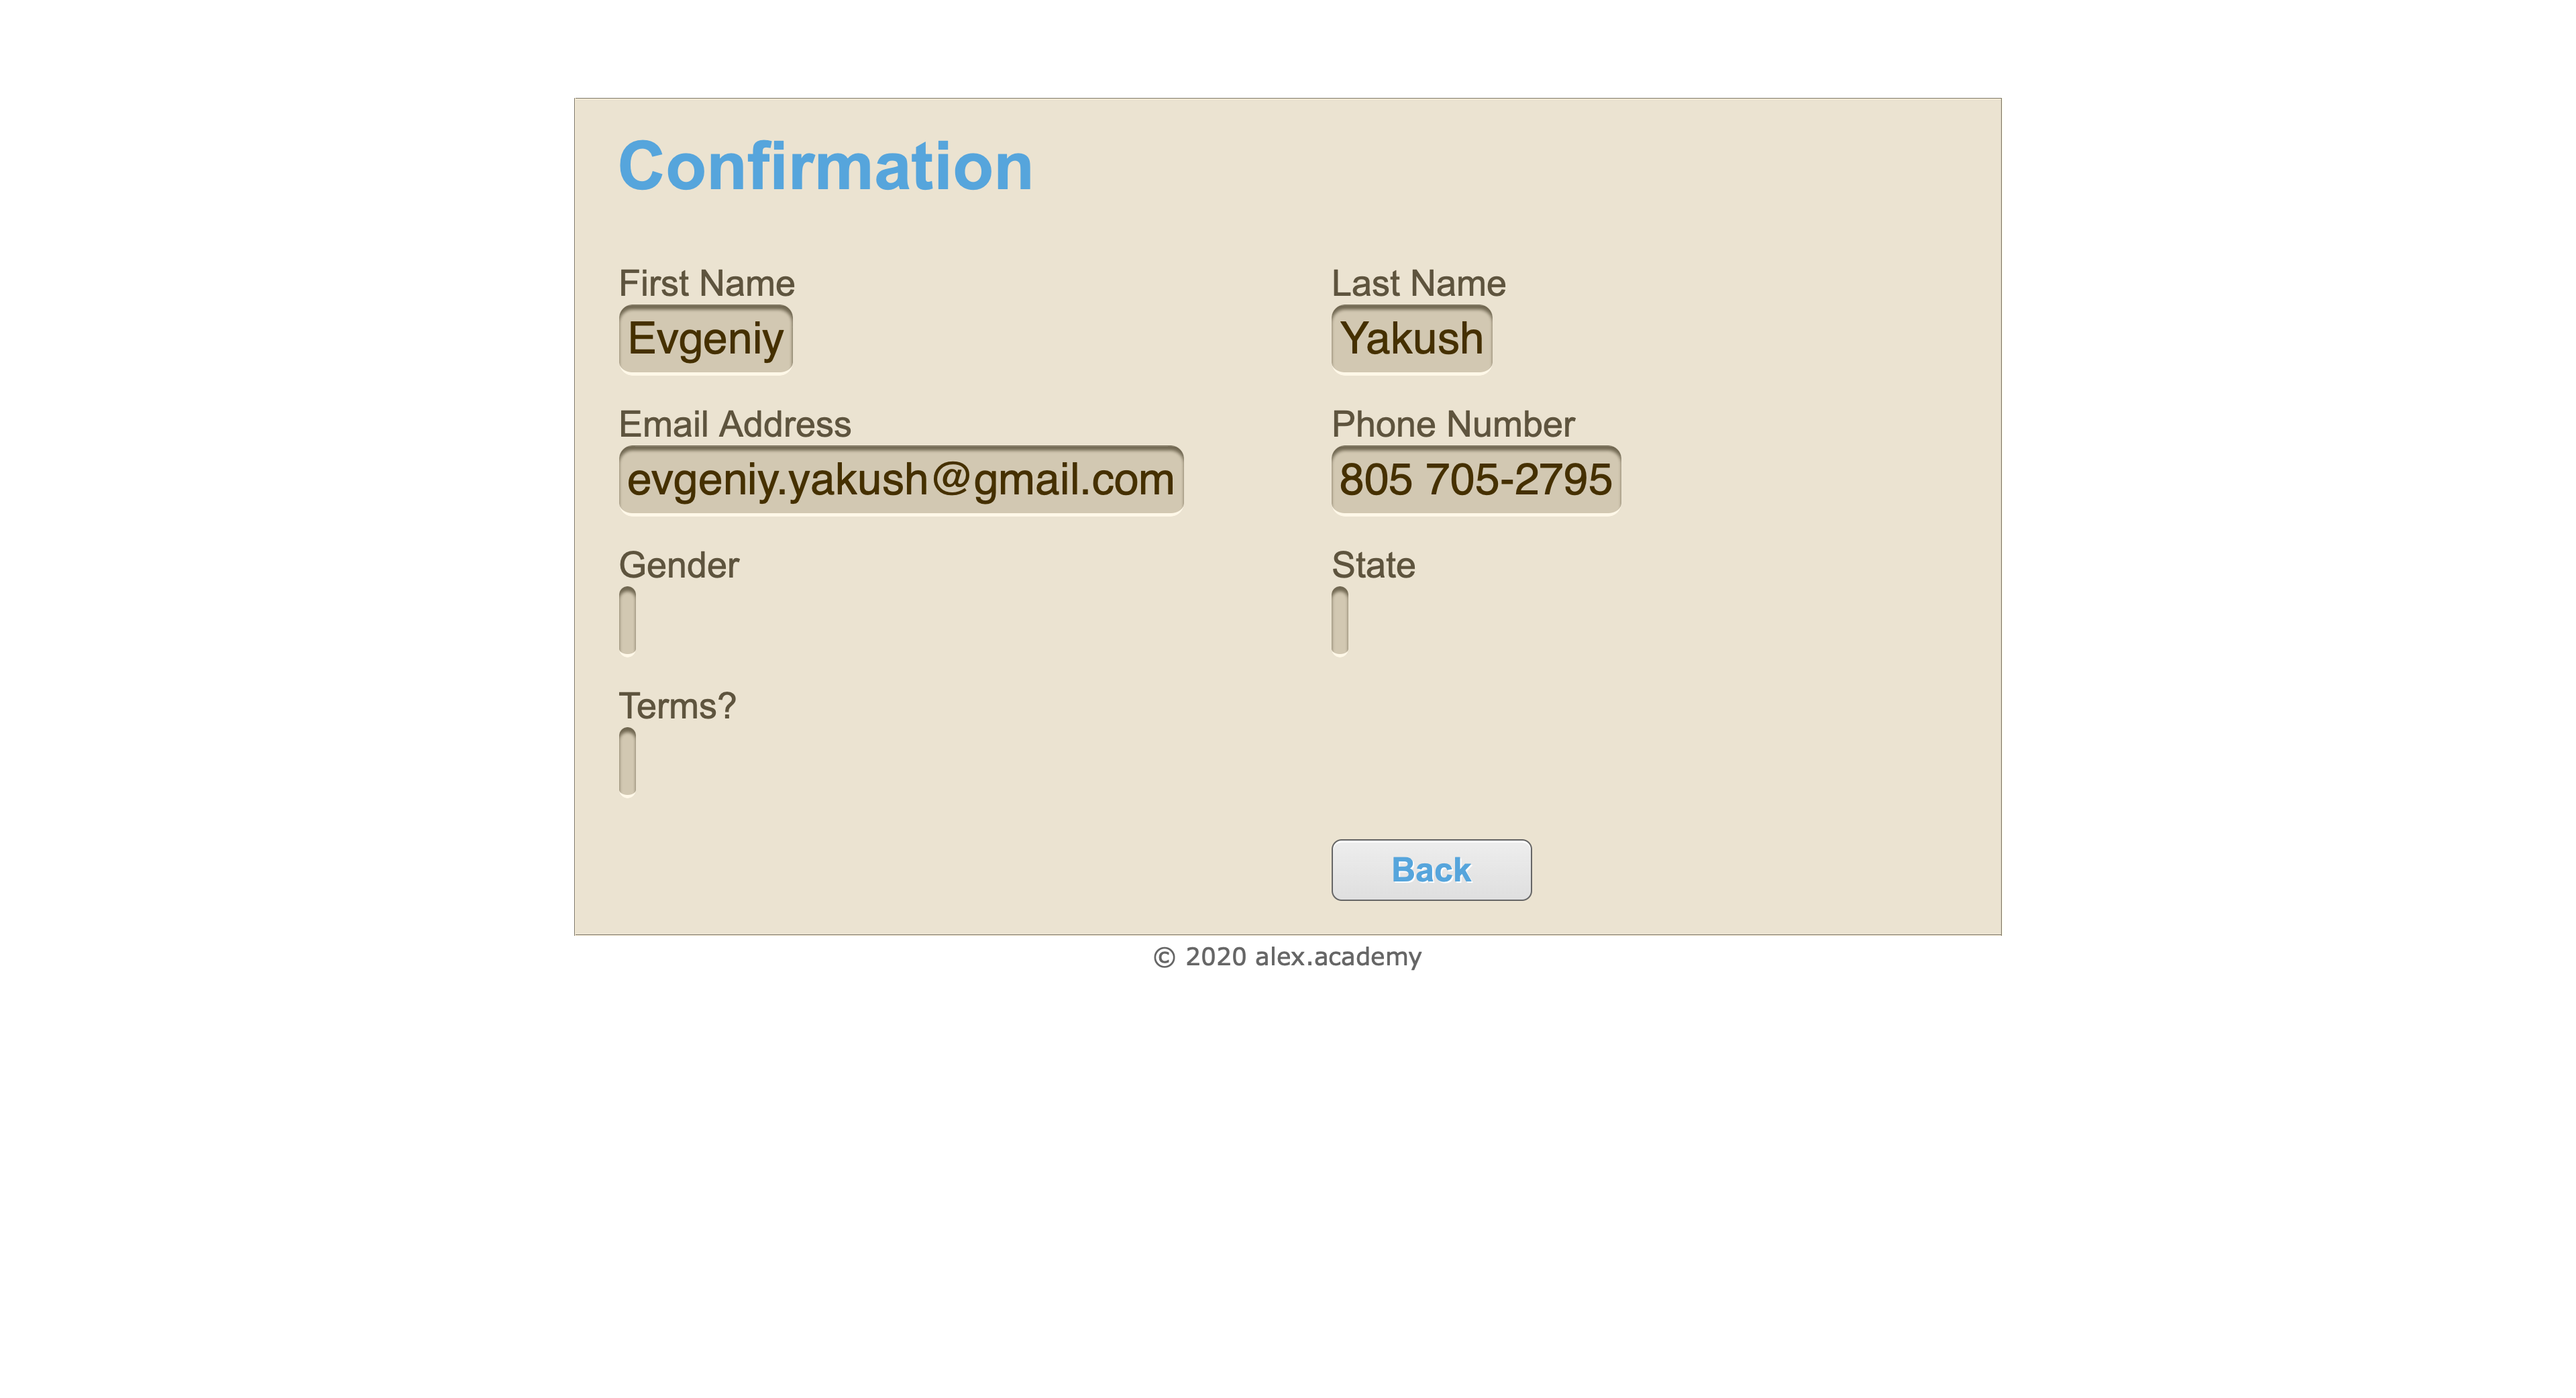 Confirmation
First Name
Last Name
Evgeniy
Yakush
Email Address
Phone Number
evgeniy.yakush@gmail.com
805 705-2795
Gender
State
Terms?
Back
© 2020 alex.academy